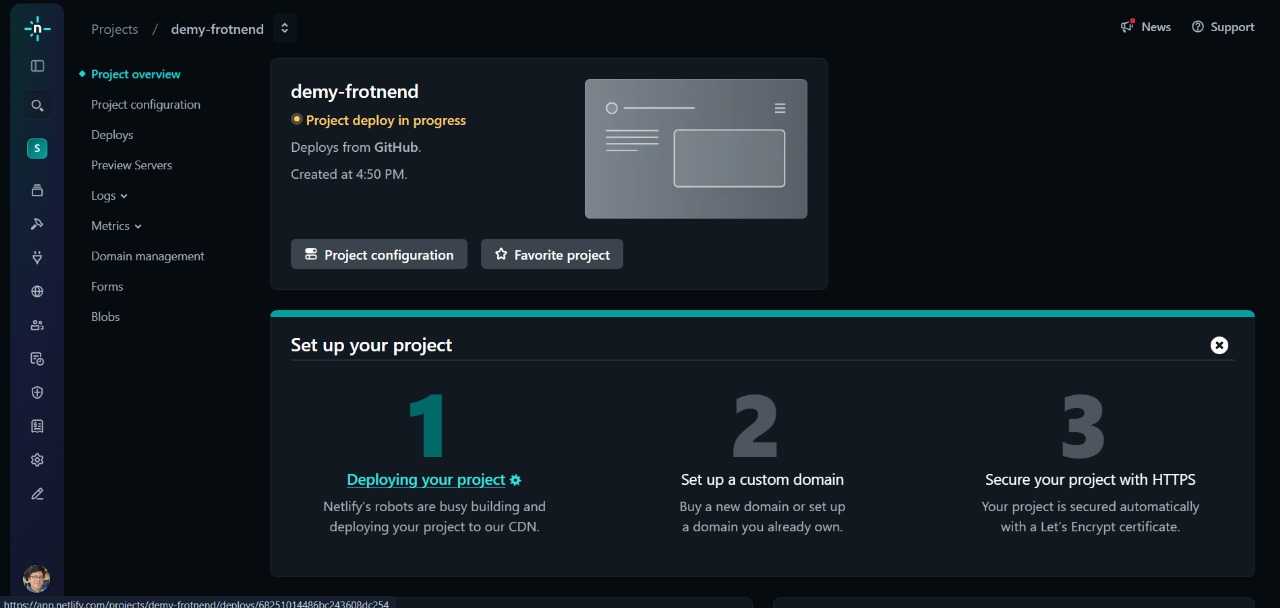 Projects / demy-frotnend
News
Support
Project overview
Project configuration
Deploys
Preview Servers
Logs
Metrics
Domain management
Forms
Blobs
S
demy-frotnend
Project deploy in progress
Deploys from GitHub.
Created at 4:50 PM.
Project configuration
Favorite project
Set up your project
1
Deploying your project
Netlify's robots are busy building and
deploying your project to our CDN.
2
Set up a custom domain
Buy a new domain or set up
a domain you already own.
3
Secure your project with HTTPS
Your project is secured automatically
with a Let's Encrypt certificate.
https://app.netlify.com/projects/demy-frotnend/deploys/68251014486bc243608dc254